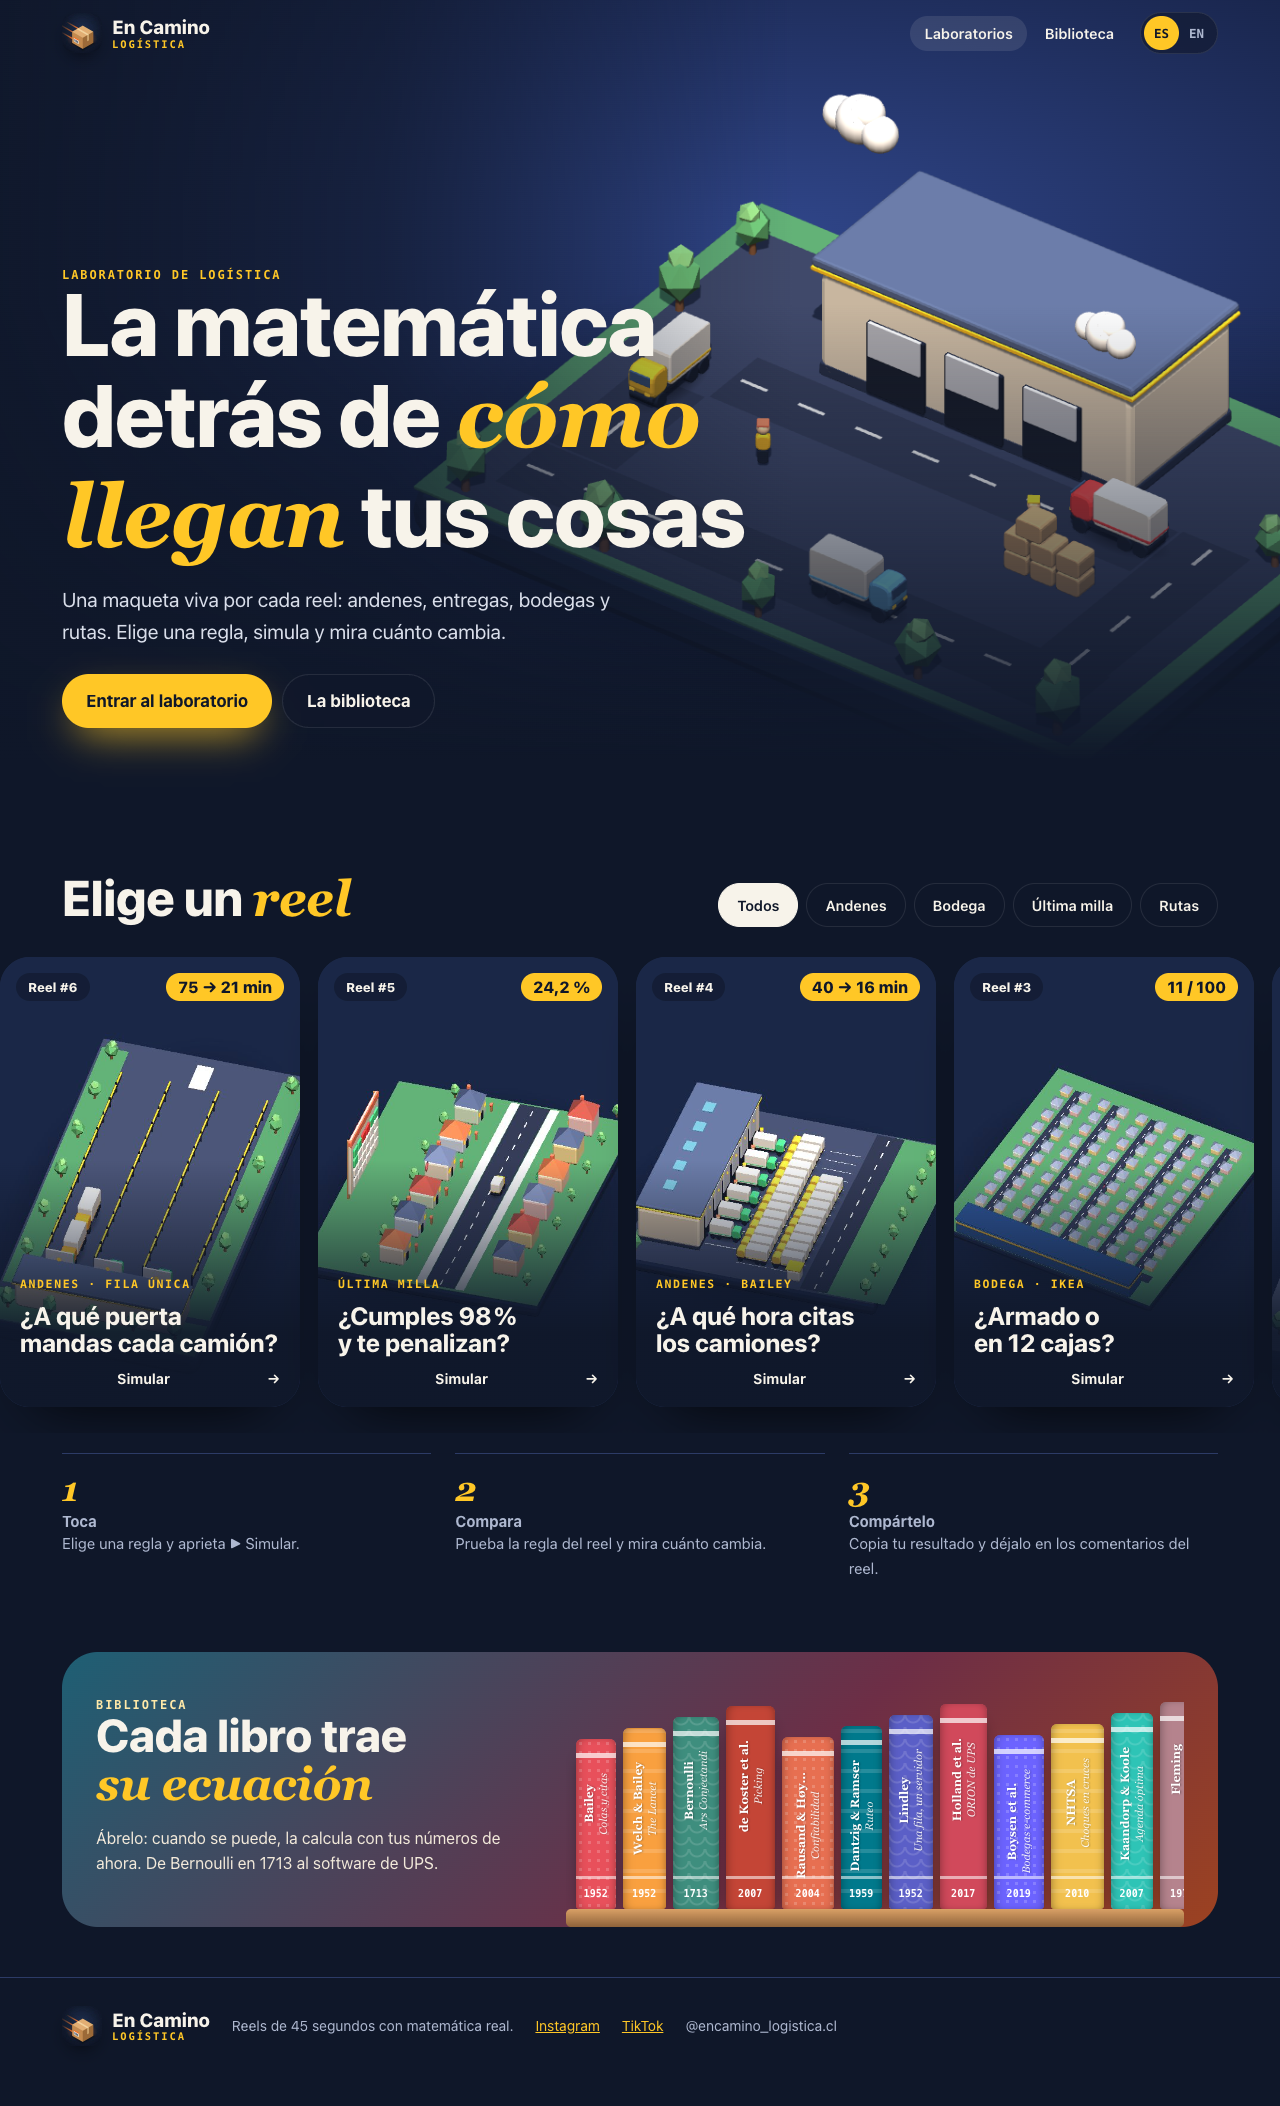 En Camino
LOGÍSTICA
Laboratorios
Biblioteca
ES
EN
LABORATORIO DE LOGÍSTICA
La matemática
detrás de cómo
llegan tus cosas
Una maqueta viva por cada reel: andenes, entregas, bodegas y
rutas. Elige una regla, simula y mira cuánto cambia.
Entrar al laboratorio
La biblioteca
Elige un reel
Todos
Andenes
Bodega
Última milla
Rutas
Reel #6
75 → 21 min
ANDENES · FILA ÚNICA
¿A qué puerta
mandas cada camión?
Simular →
Reel #5
24,2 %
ÚLTIMA MILLA
¿Cumples 98%
y te penalizan?
Simular →
Reel #4
40 → 16 min
ANDENES · BAILEY
¿A qué hora citas
los camiones?
Simular →
Reel #3
11 / 100
BODEGA · IKEA
¿Armado o
en 12 cajas?
Simular →
1
Toca
Elige una regla y aprieta ▶ Simular.
2
Compara
Prueba la regla del reel y mira cuánto cambia.
3
Compártelo
Copia tu resultado y déjalo en los comentarios del
reel.
BIBLIOTECA
Cada libro trae
su ecuación
Ábrelo: cuando se puede, la calcula con tus números de
ahora. De Bernoulli en 1713 al software de UPS.
Bailey
Colas y citas
1952
Welch & Bailey
The Lancet
1952
Bernoulli
Ars Conjectandi
1713
de Koster et al.
Picking
2007
Rausand & Høy…
Confiabilidad
2004
Dantzig & Ramser
Ruteo
1959
Lindley
Una fila, un servidor
1952
Holland et al.
ORION de UPS
2017
Boysen et al.
Bodegas e-commerce
2019
NHTSA
Choques en cruces
2010
Kaandorp & Koole
Agenda óptima
2007
Fleming
En Camino
LOGÍSTICA
Reels de 45 segundos con matemática real.
Instagram
TikTok
@encamino_logistica.cl